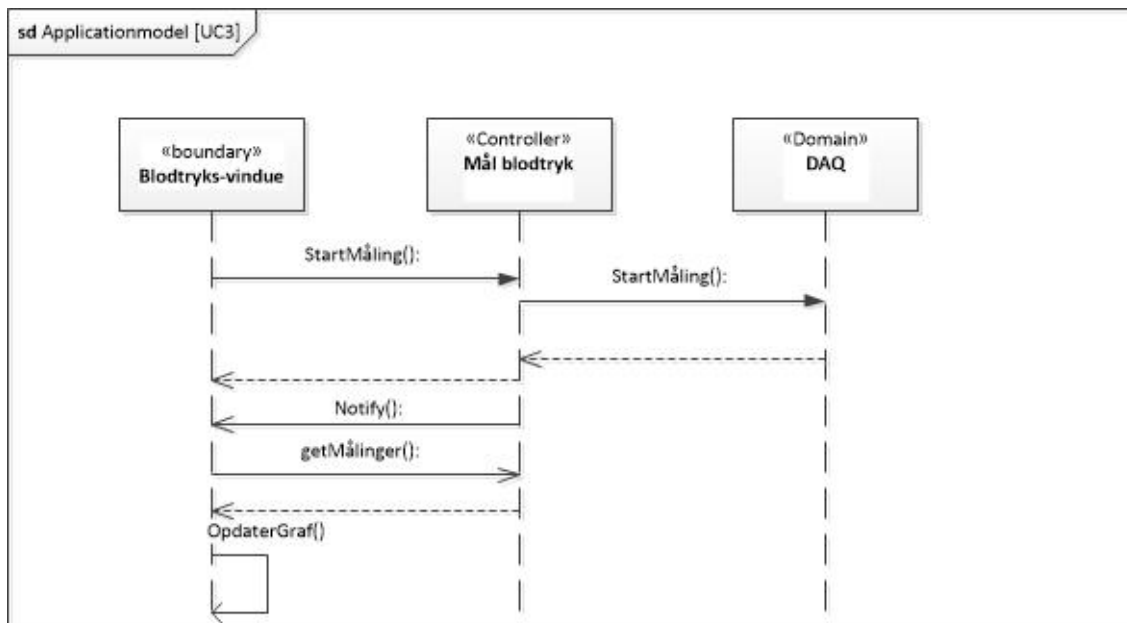 sd Applicationmodel [UC3]
«boundary»
Blodtryks-vindue
«Controller»
Mål blodtryk
«Domain»
DAQ
StartMåling():
StartMåling():
Notify():
getMålinger():
OpdaterGraf()